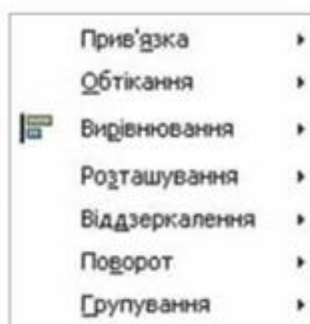 Прив'язка
Обтікання
Вирівнювання
Розташування
Віддзеркалення
Поворот
Групування